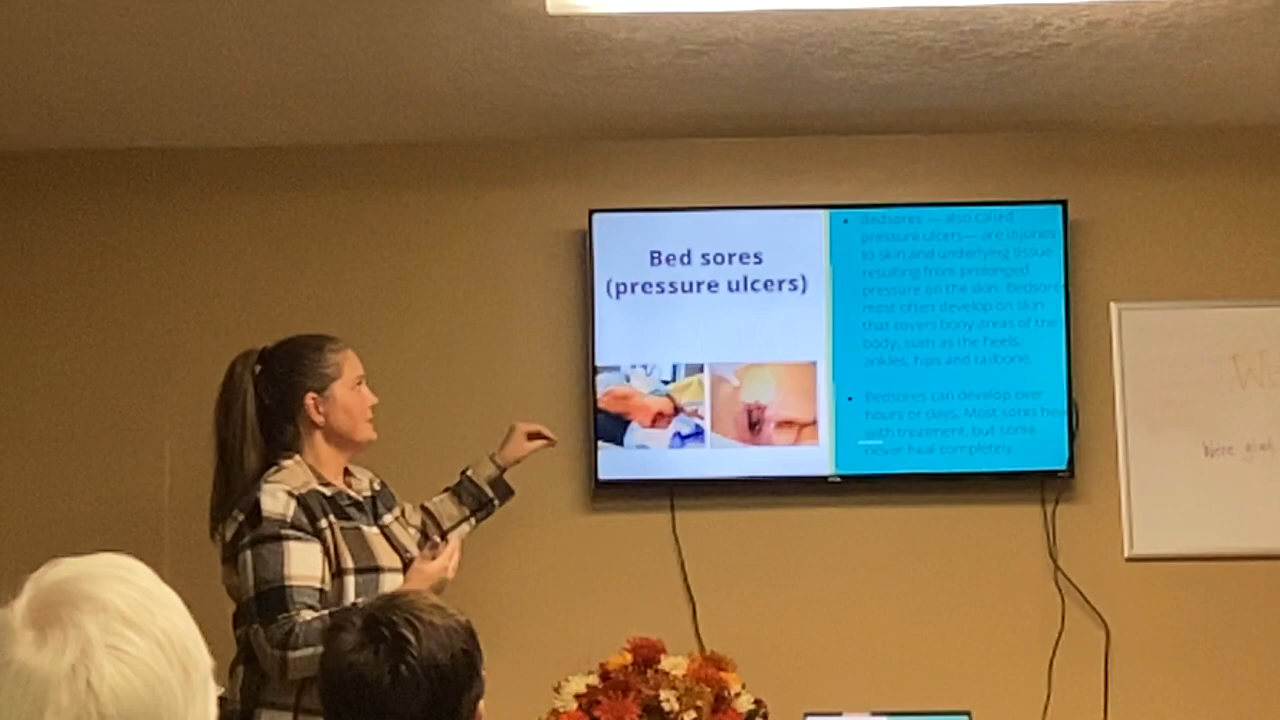 Bed sores
(pressure ulcers)
• Bedsores — also called
pressure ulcers— are injuries
to skin and underlying tissue
resulting from prolonged
pressure on the skin. Bedsores
most often develop on skin
that covers bony areas of the
body, such as the heels,
ankles, hips and tailbone.
• Bedsores can develop over
hours or days. Most sores heal
with treatment, but some
never heal completely.
We're glad